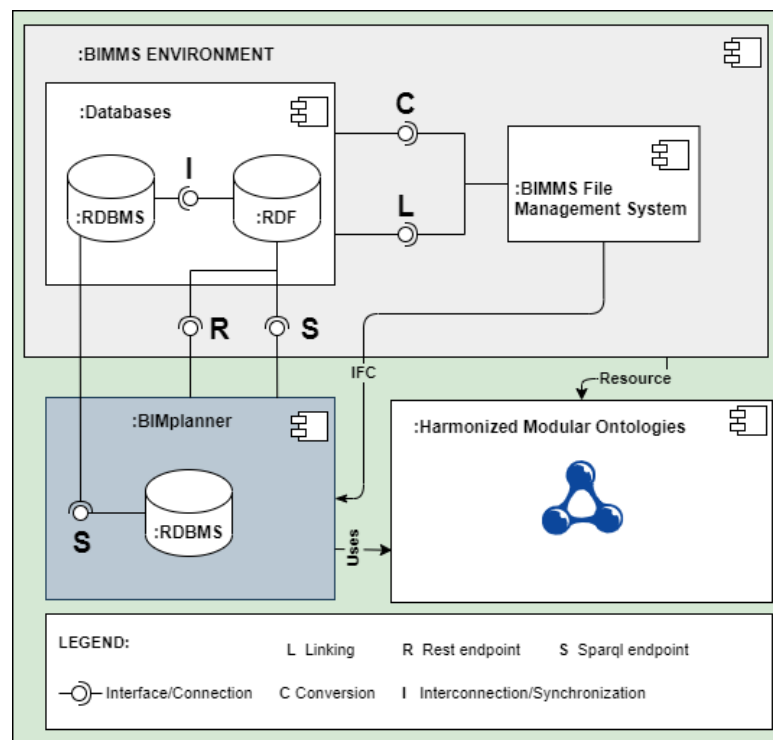 :BIMMS ENVIRONMENT
:Databases
C
I
:RDBMS
:RDF
L
:BIMMS File
Management System
R
S
IFC
Resource
:BIMplanner
:Harmonized Modular Ontologies
:RDBMS
S
Uses
LEGEND:
L Linking
R Rest endpoint
S Sparql endpoint
Interface/Connection
C Conversion
I Interconnection/Synchronization